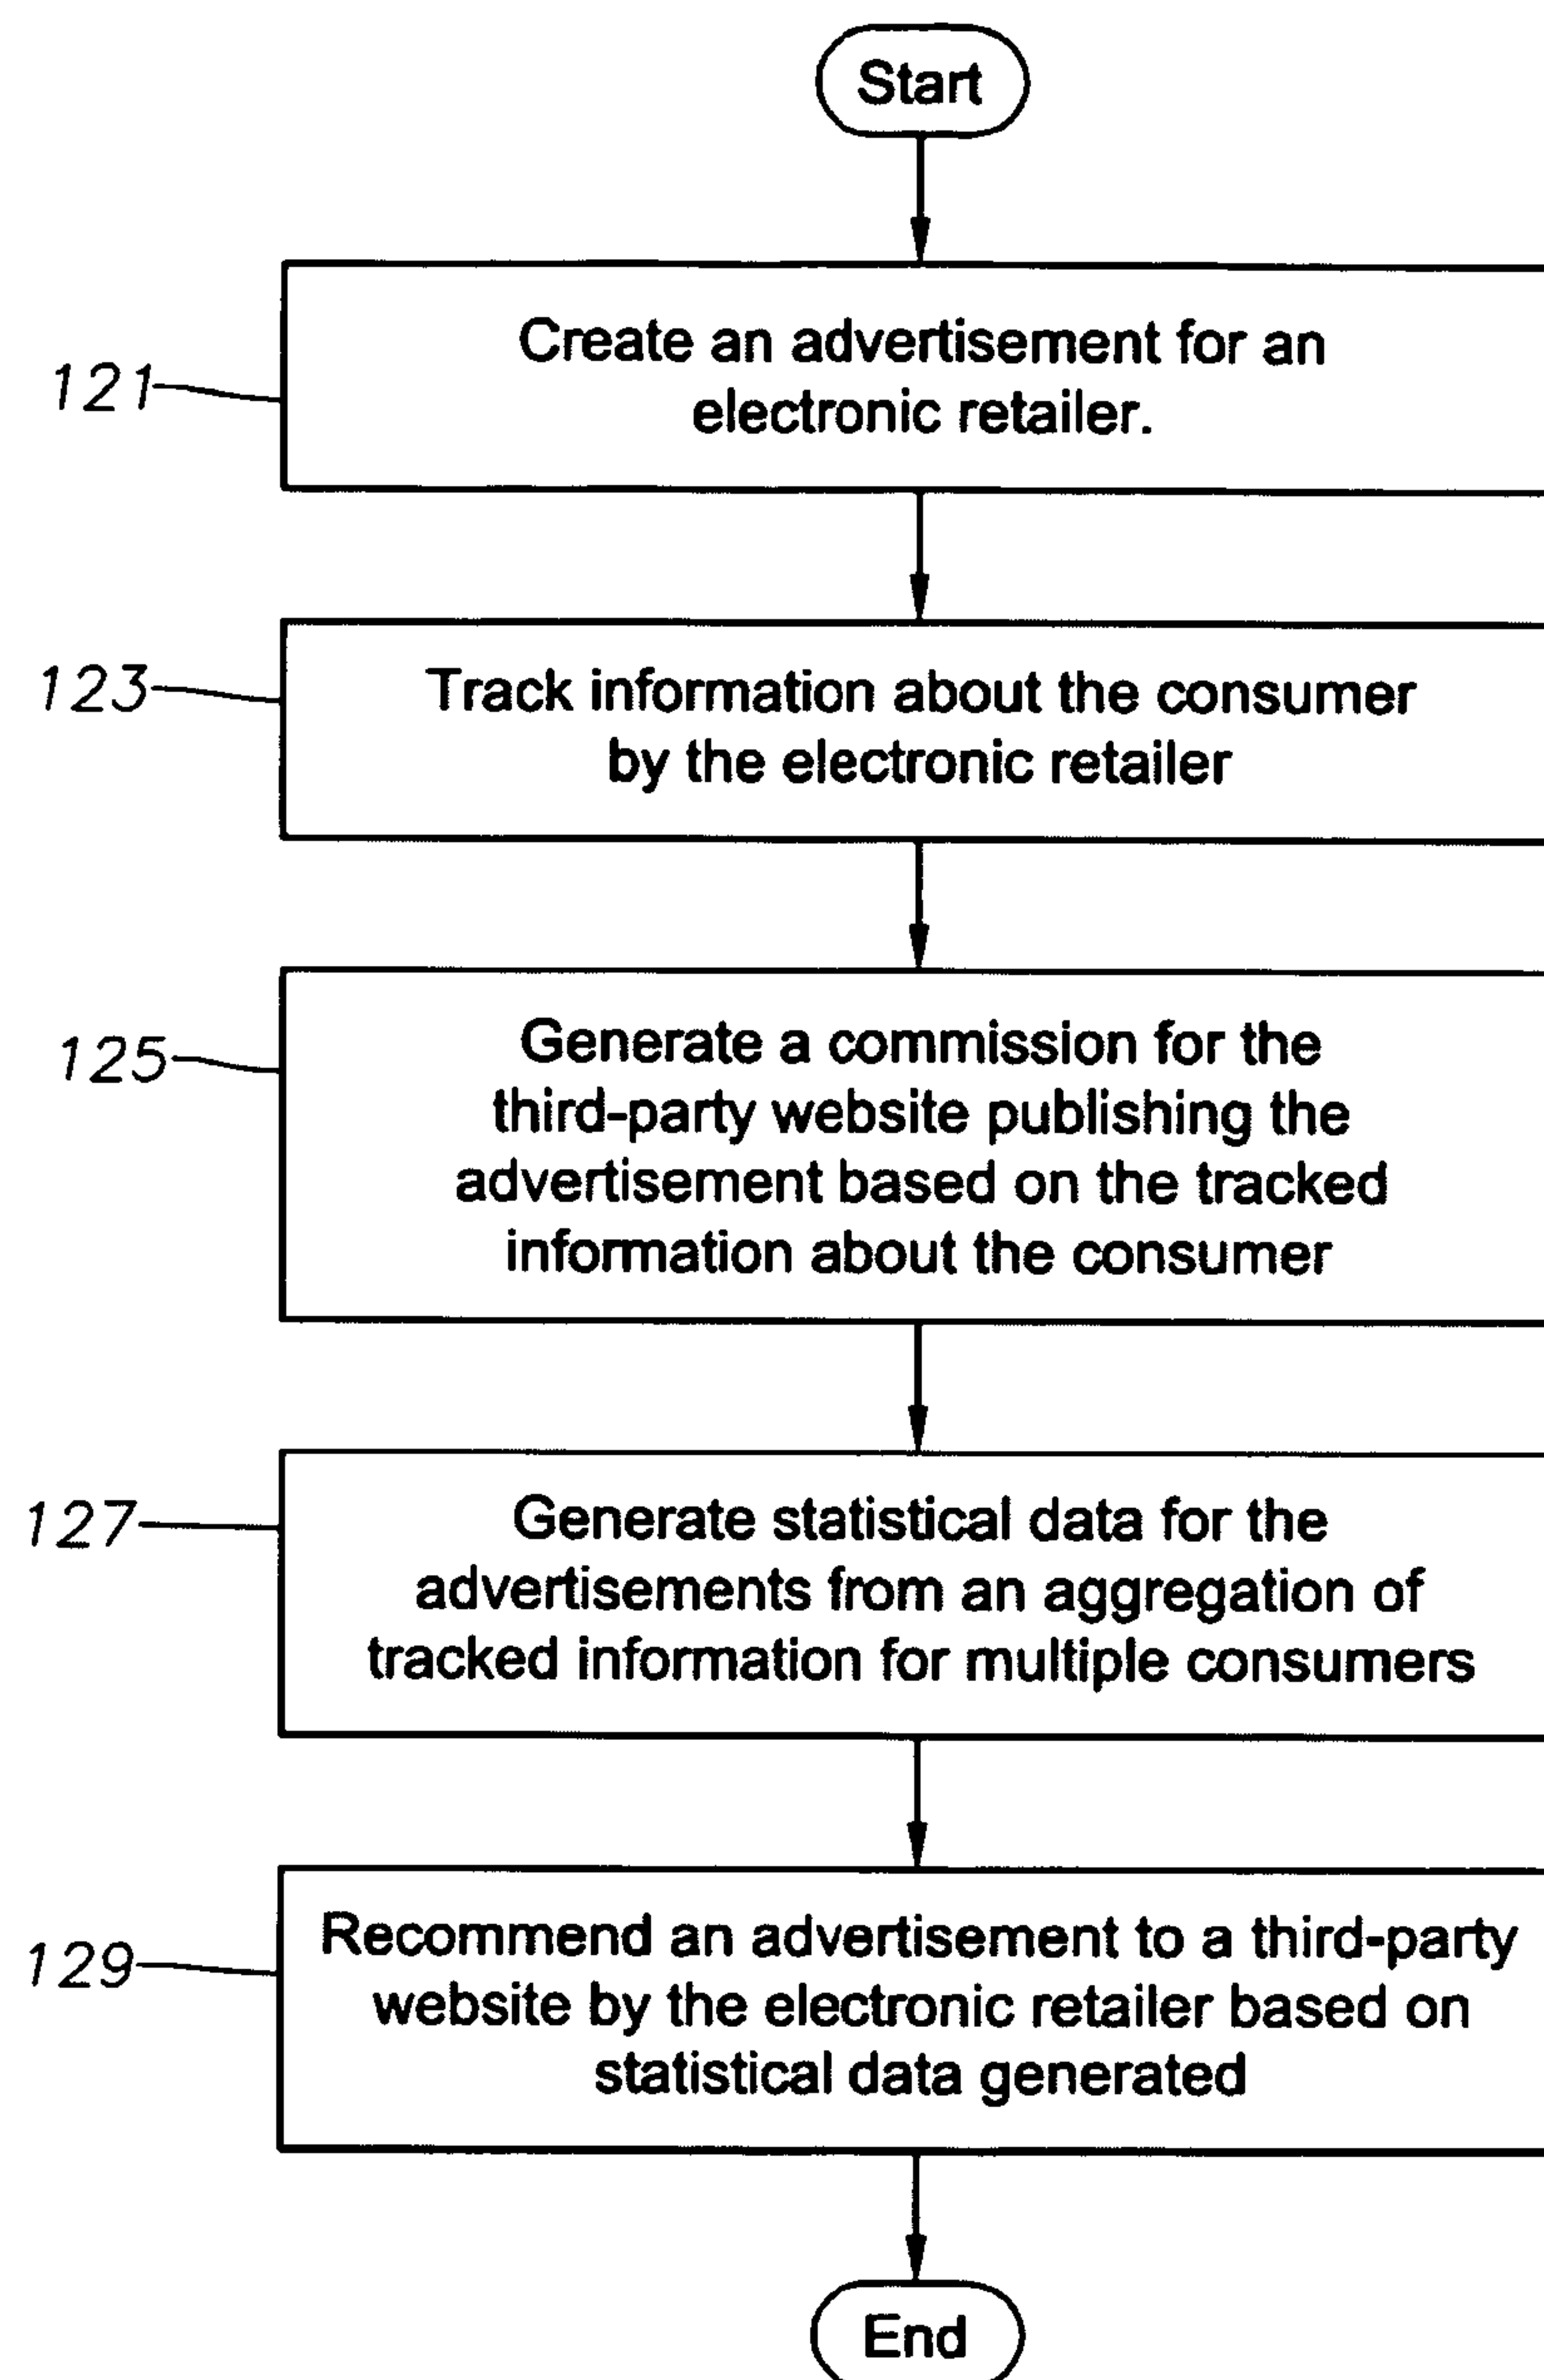 Start
121
Create an advertisement for an
electronic retailer.
123
Track information about the consumer
by the electronic retailer
125
Generate a commission for the
third-party website publishing the
advertisement based on the tracked
information about the consumer
127
Generate statistical data for the
advertisements from an aggregation of
tracked information for multiple consumers
129
Recommend an advertisement to a third-party
website by the electronic retailer based on
statistical data generated
End